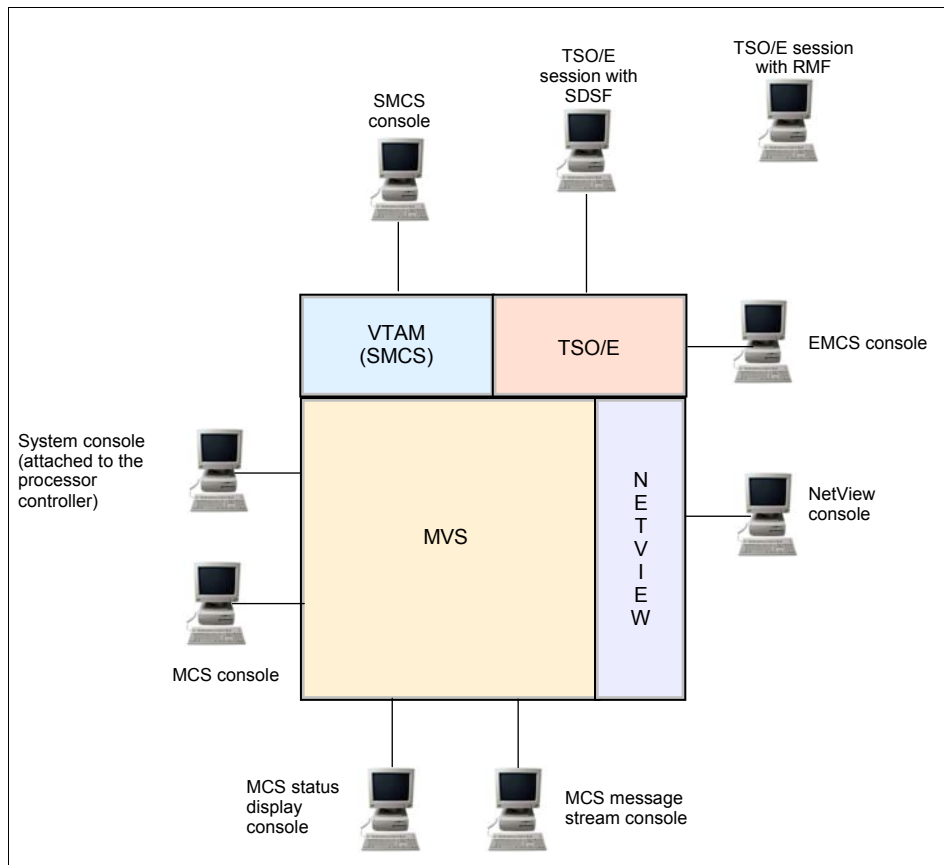 TSO/E session
with RMF
TSO/E
session with
SDSF
SMCS
console
VTAM
(SMCS)
TSO/E
EMCS console
System console
(attached to the
processor
controller)
MVS
N
E
T
V
I
E
W
NetView
console
MCS console
MCS status
display
console
MCS message
stream console